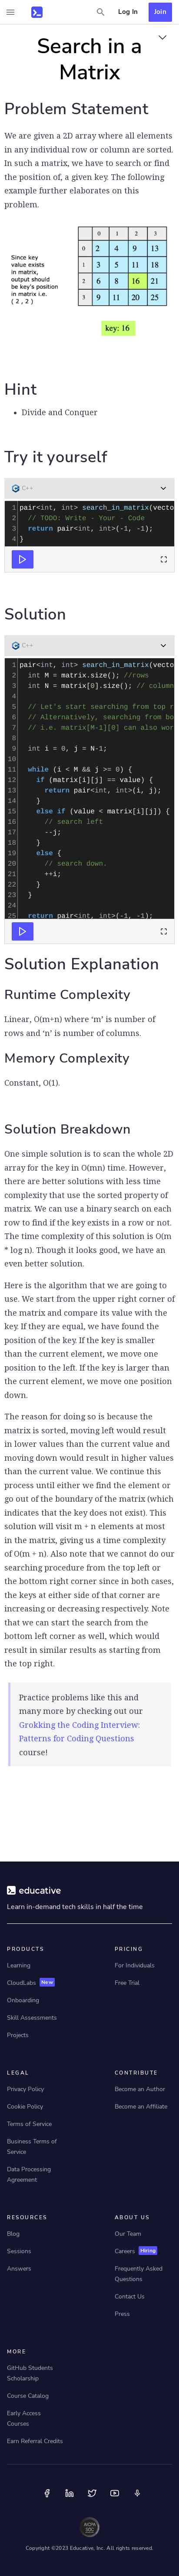 Log In
Join
Search in a
Matrix
Problem Statement
We are given a 2D array where all elements
in any individual row or column are sorted.
In such a matrix, we have to search or find
the position of, a given key. The following
example further elaborates on this
problem.
Since key
value exists
in matrix,
output should
be key's position
in matrix i.e.
( 2 , 2 )
0 1 2 3
0 2 4 9 13
1 3 5 11 18
2 6 8 16 21
3 9 11 20 25
key: 16
Hint
• Divide and Conquer
Try it yourself
C++
1 pair<int, int> search_in_matrix(vecto
2 // TODO: Write - Your - Code
3 return pair<int, int>(-1, -1);
4 }
Solution
C++
1 pair<int, int> search_in_matrix(vecto
2 int M = matrix.size(); //rows
3 int N = matrix[0].size(); // column
4
5 // Let's start searching from top r
6 // Alternatively, searching from bo
7 // i.e. matrix[M-1][0] can also wor
8
9 int i = 0, j = N-1;
10
11 while (i < M && j >= 0) {
12 if (matrix[i][j] == value) {
13 return pair<int, int>(i, j);
14 }
15 else if (value < matrix[i][j]) {
16 // search left
17 --j;
18 }
19 else {
20 // search down.
21 ++i;
22 }
23 }
24
25 return pair<int, int>(-1, -1);
Solution Explanation
Runtime Complexity
Linear, O(m+n) where 'm' is number of
rows and 'n' is number of columns.
Memory Complexity
Constant, O(1).
Solution Breakdown
One simple solution is to scan the whole 2D
array for the key in O(mn) time. However,
there are better solutions with less time
complexity that use the sorted property of
matrix. We can use a binary search on each
row to find if the key exists in a row or not.
The time complexity of this solution is O(m
* log n). Though it looks good, we have an
even better solution.
Here is the algorithm that we are going to
use. We start from the upper right corner of
the matrix and compare its value with the
key. If they are equal, we have found the
position of the key. If the key is smaller
than the current element, we move one
position to the left. If the key is larger than
the current element, we move one position
down.
The reason for doing so is because the
matrix is sorted, moving left would result
in lower values than the current value and
moving down would result in higher values
than the current value. We continue this
process until either we find the element or
go out of the boundary of the matrix (which
indicates that the key does not exist). This
solution will visit m + n elements at most
in the matrix, giving us a time complexity
of O(m + n). Also note that we cannot do our
searching procedure from the top left or
the bottom right corner since in both cases,
the keys at either side of that corner are
increasing or decreasing respectively. Note
that we can start the search from the
bottom left corner as well, which would
result in similar results as starting from
the top right.
Practice problems like this and
many more by checking out our
Grokking the Coding Interview:
Patterns for Coding Questions
course!
educative
Learn in-demand tech skills in half the time
PRODUCTS
Learning
CloudLabs New
Onboarding
Skill Assessments
Projects
PRICING
For Individuals
Free Trial
LEGAL
Privacy Policy
Cookie Policy
Terms of Service
Business Terms of
Service
Data Processing
Agreement
CONTRIBUTE
Become an Author
Become an Affiliate
RESOURCES
Blog
Sessions
Answers
ABOUT US
Our Team
Careers Hiring
Frequently Asked
Questions
Contact Us
Press
MORE
GitHub Students
Scholarship
Course Catalog
Early Access
Courses
Earn Referral Credits
AICPA
SOC
Copyright ©2023 Educative, Inc. All rights reserved.